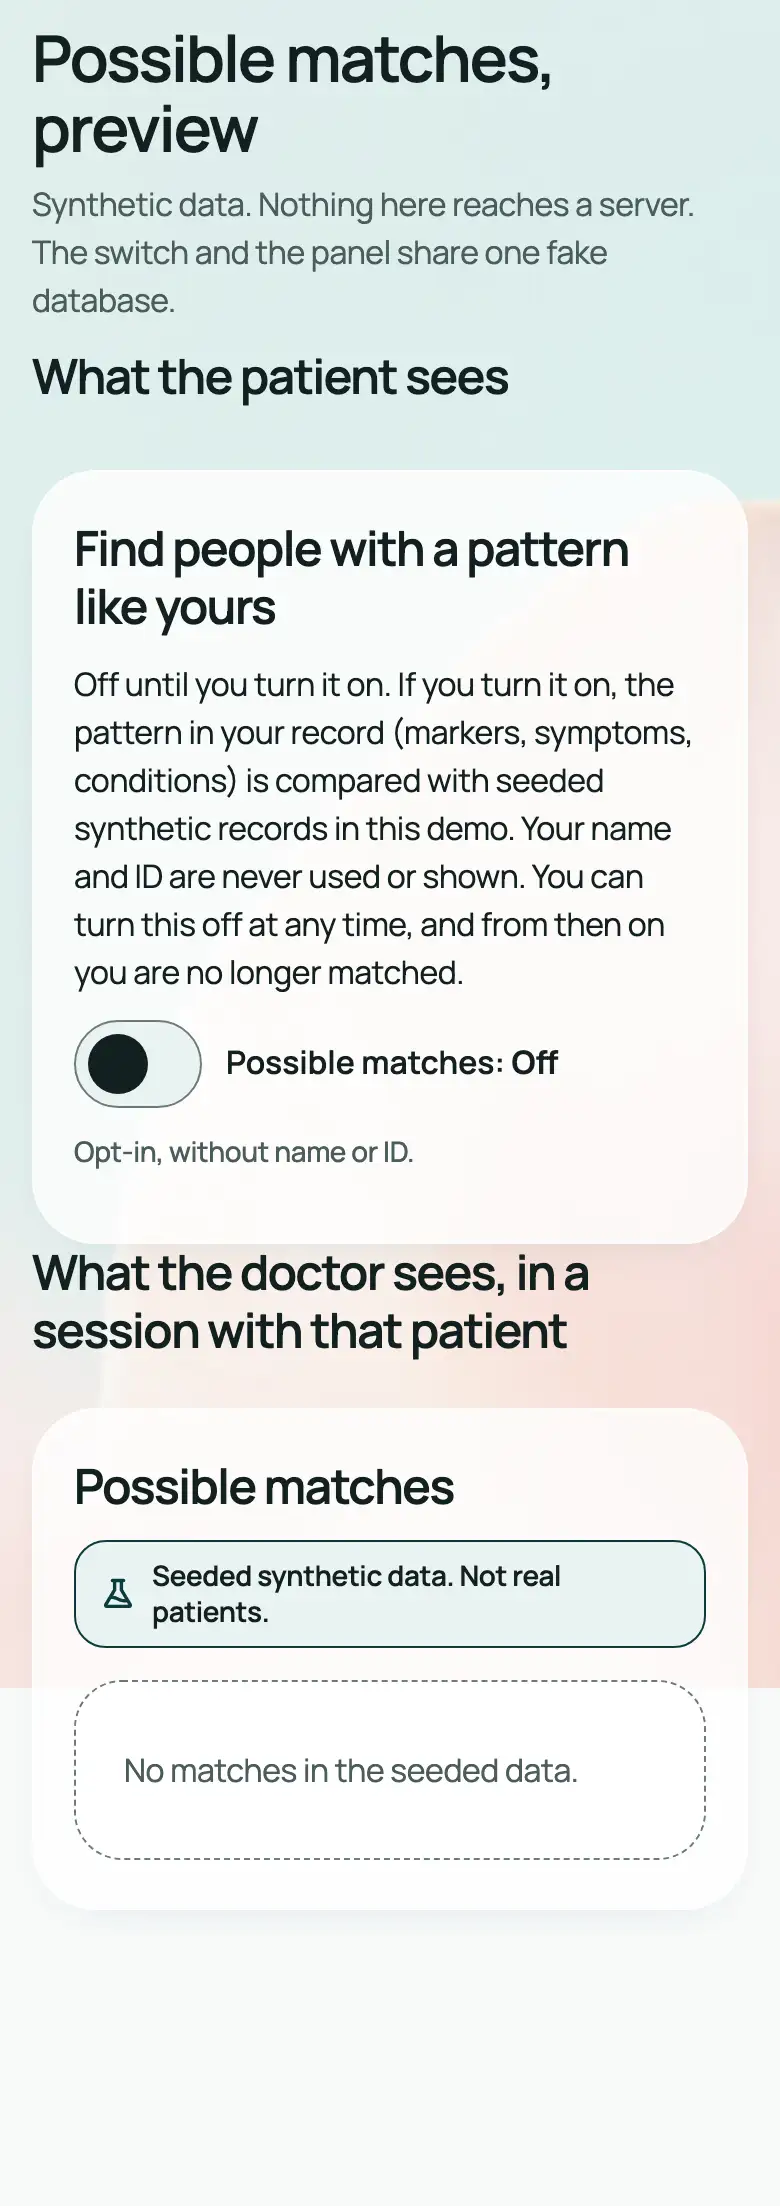 Possible matches,
preview
Synthetic data. Nothing here reaches a server.
The switch and the panel share one fake
database.
What the patient sees
Find people with a pattern
like yours
Off until you turn it on. If you turn it on, the
pattern in your record (markers, symptoms,
conditions) is compared with seeded
synthetic records in this demo. Your name
and ID are never used or shown. You can
turn this off at any time, and from then on
you are no longer matched.
Possible matches: Off
Opt-in, without name or ID.
What the doctor sees, in a
session with that patient
Possible matches
Seeded synthetic data. Not real
patients.
No matches in the seeded data.